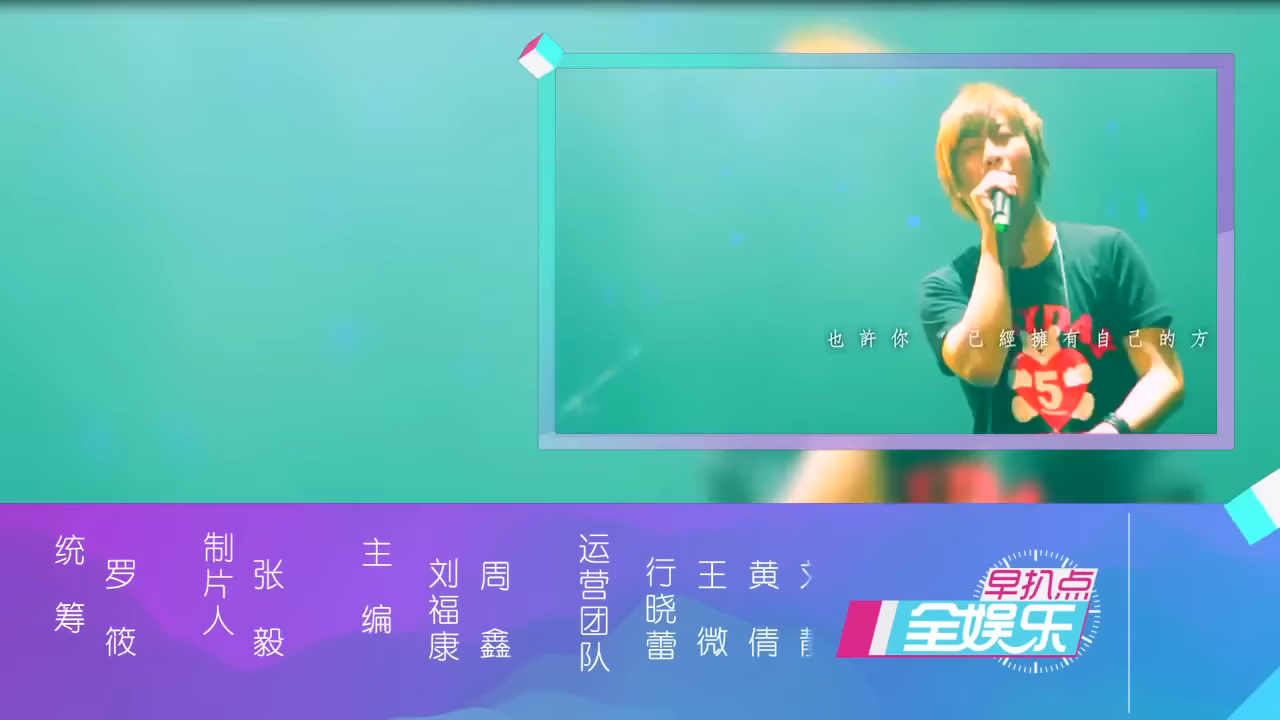 也許你 已經擁有自己的方
5
统筹
罗筱
制片人
张毅
主编
刘福康
周鑫
运营团队
行晓蕾
王微
黄倩
早扒点
全娱乐